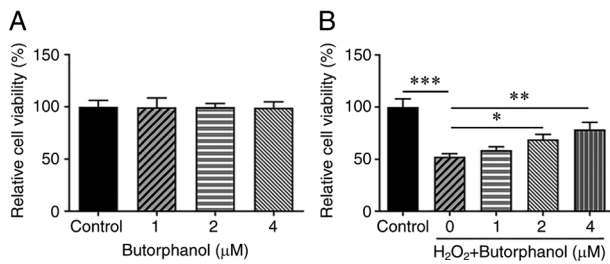 A
Relative cell viability (%)
150
100
50
0
Control 1 2 4
Butorphanol (μM)
B
Relative cell viability (%)
150
100
50
0
***
**
*
Control 0 1 2 4
H₂O₂+Butorphanol (μM)